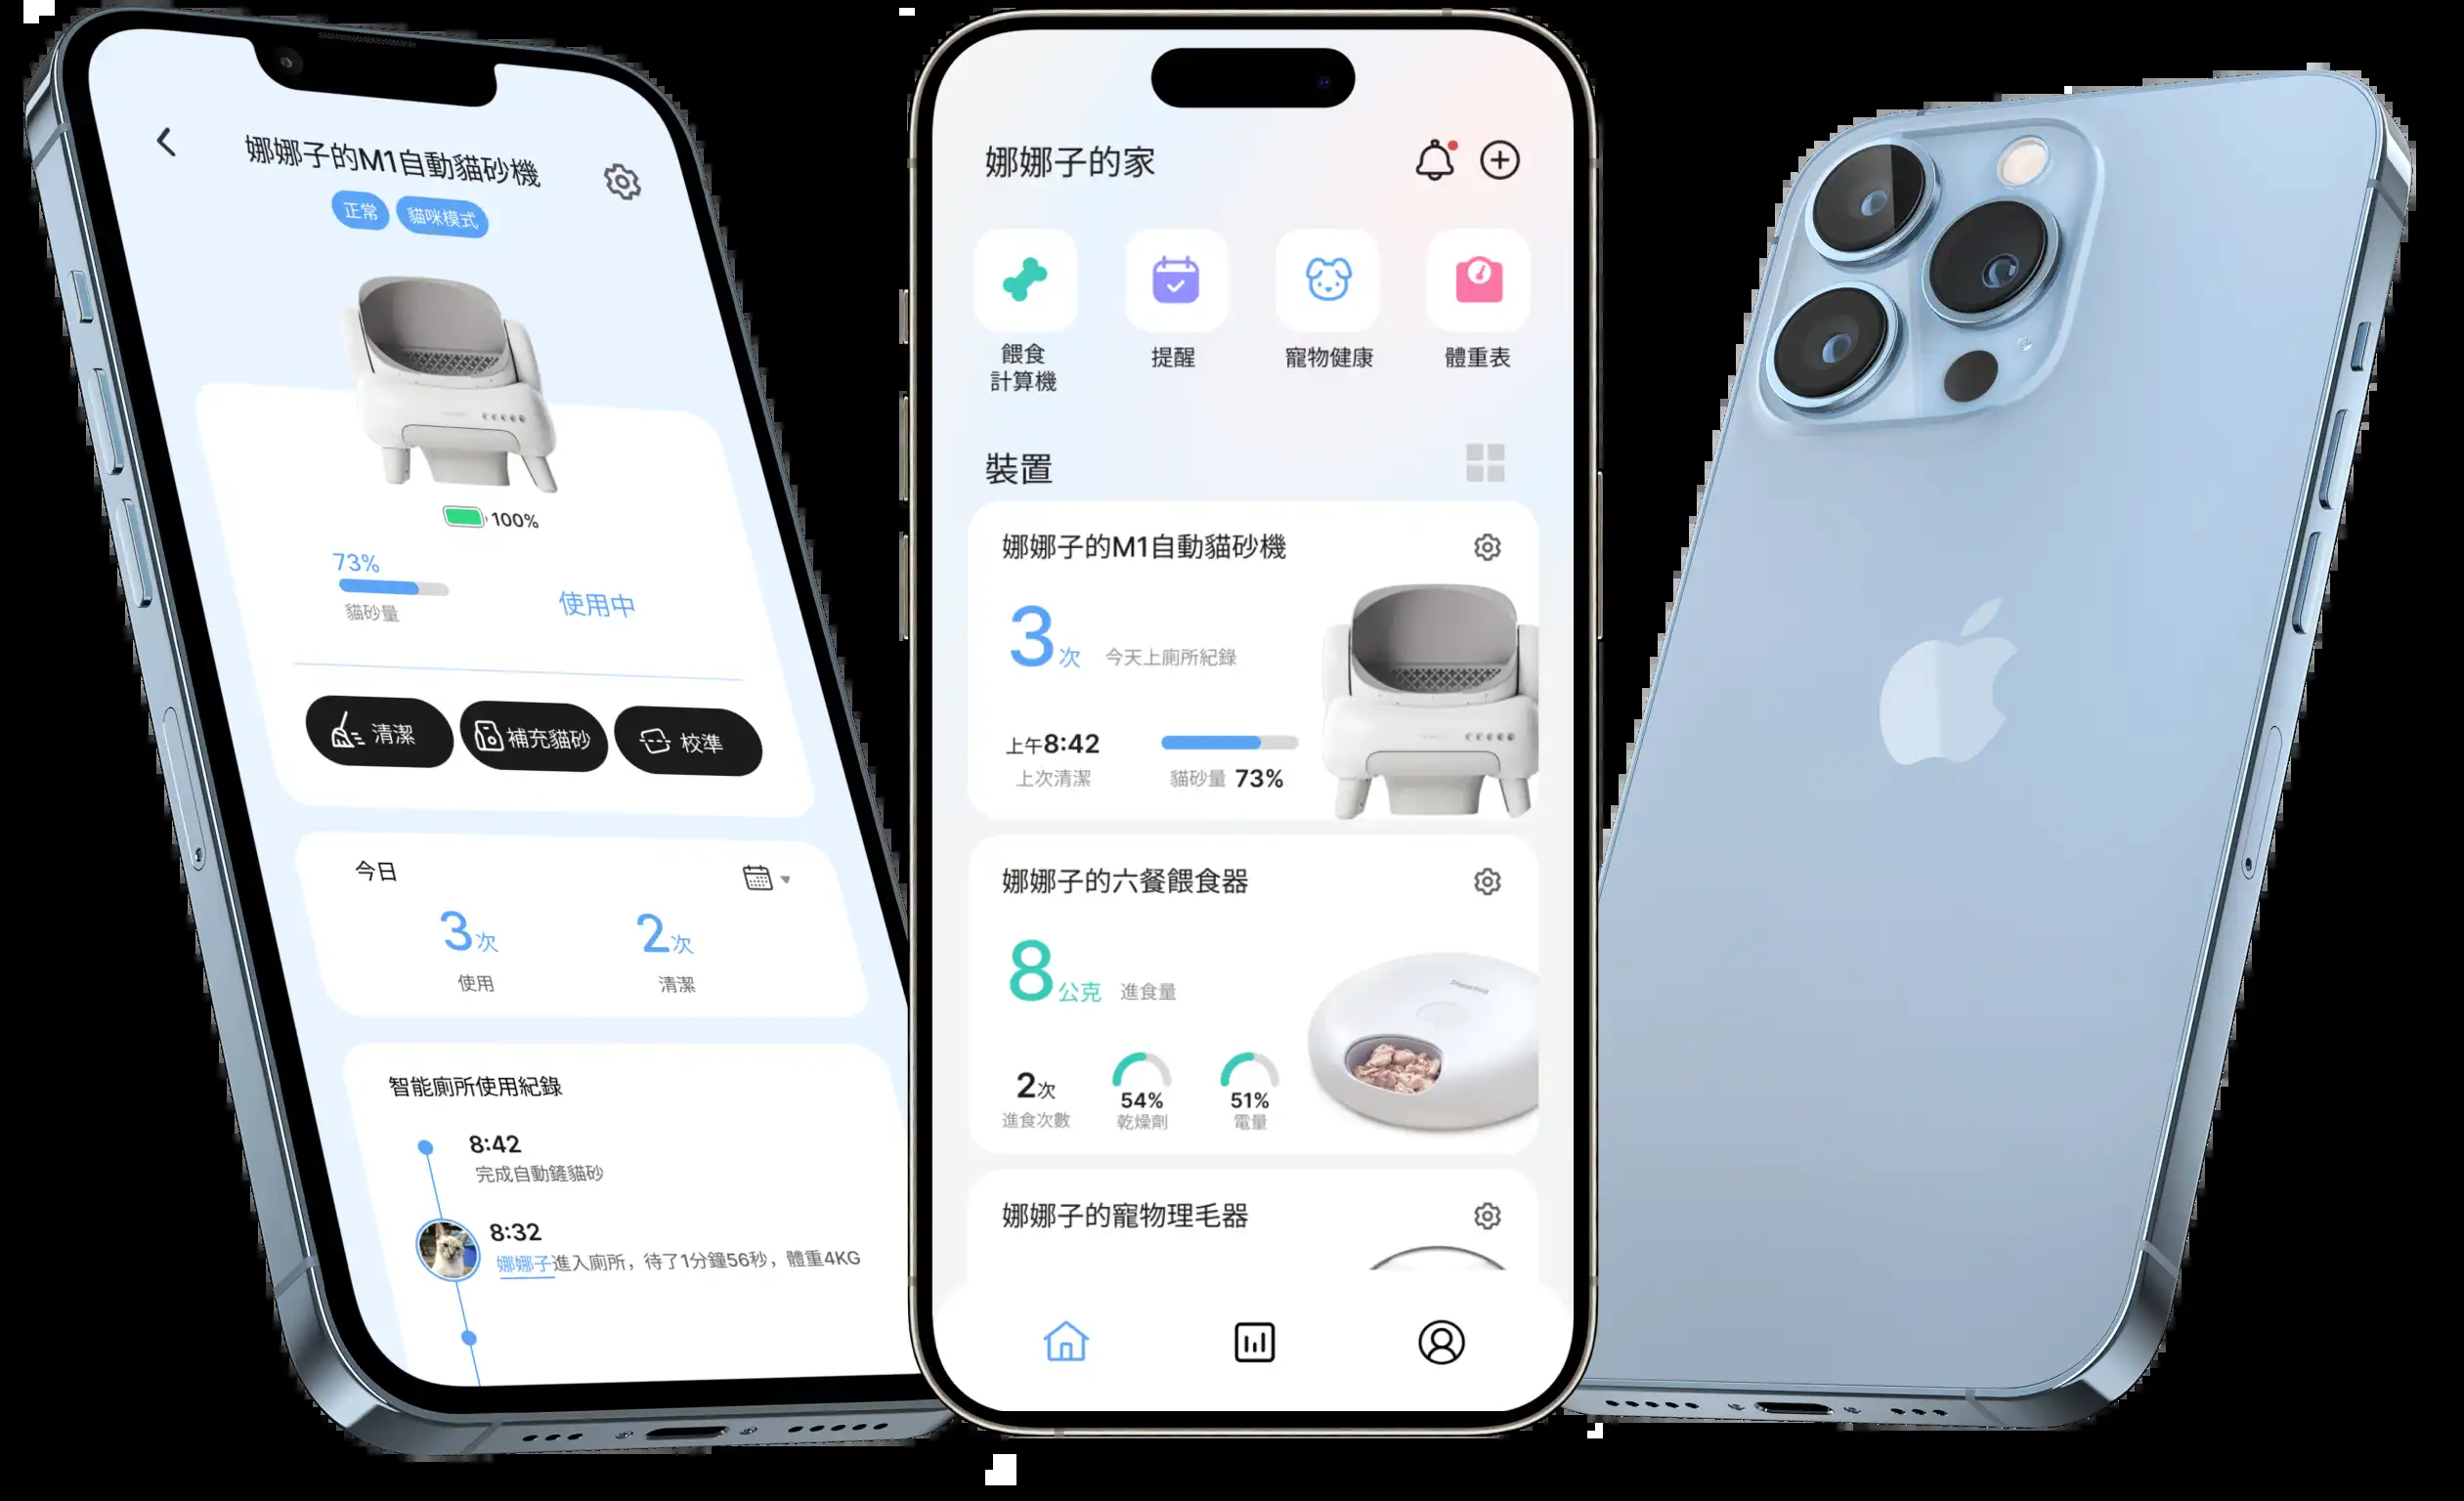 娜娜子的M1自動貓砂機
正常 貓咪模式
100%
73%
貓砂量
使用中
清潔 補充貓砂 校準
今日
3次 2次
使用 清潔
智能廁所使用紀錄
8:42
完成自動鏟貓砂
8:32
娜娜子進入廁所，待了1分鐘56秒，體重4KG
娜娜子的家
餵食
計算機
提醒
寵物健康
體重表
裝置
娜娜子的M1自動貓砂機
3次 今天上廁所紀錄
上午8:42
上次清潔
貓砂量 73%
娜娜子的六餐餵食器
8公克 進食量
2次 54% 51%
進食次數 乾燥劑 電量
娜娜子的寵物理毛器